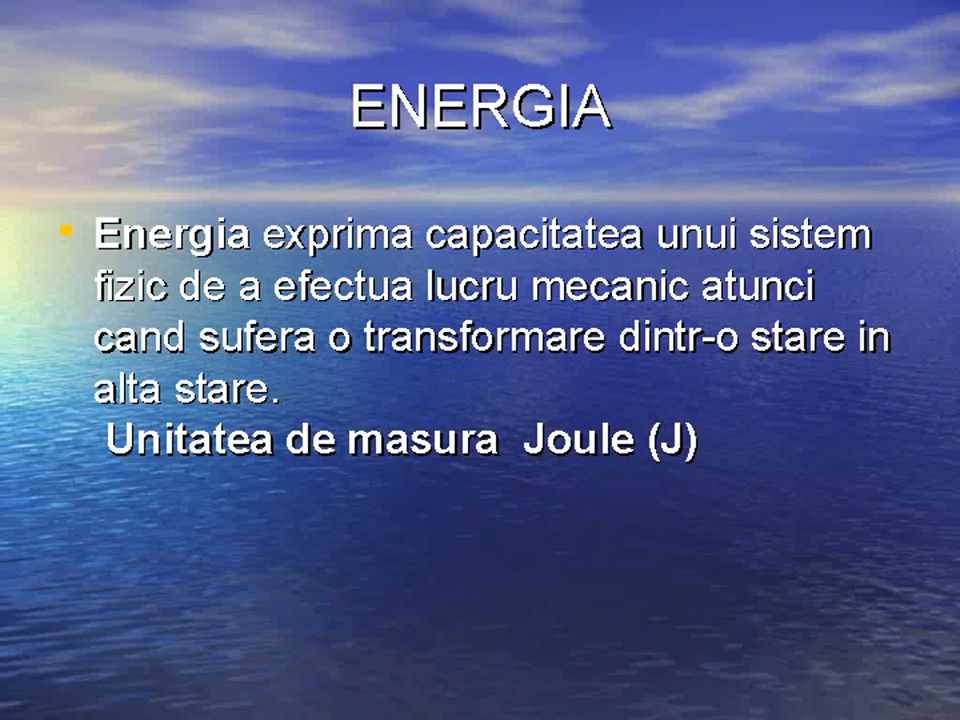 ENERGIA
• Energia exprima capacitatea unui sistem
fizic de a efectua lucru mecanic atunci
cand sufera o transformare dintr-o stare in
alta stare.
Unitatea de masura  Joule (J)